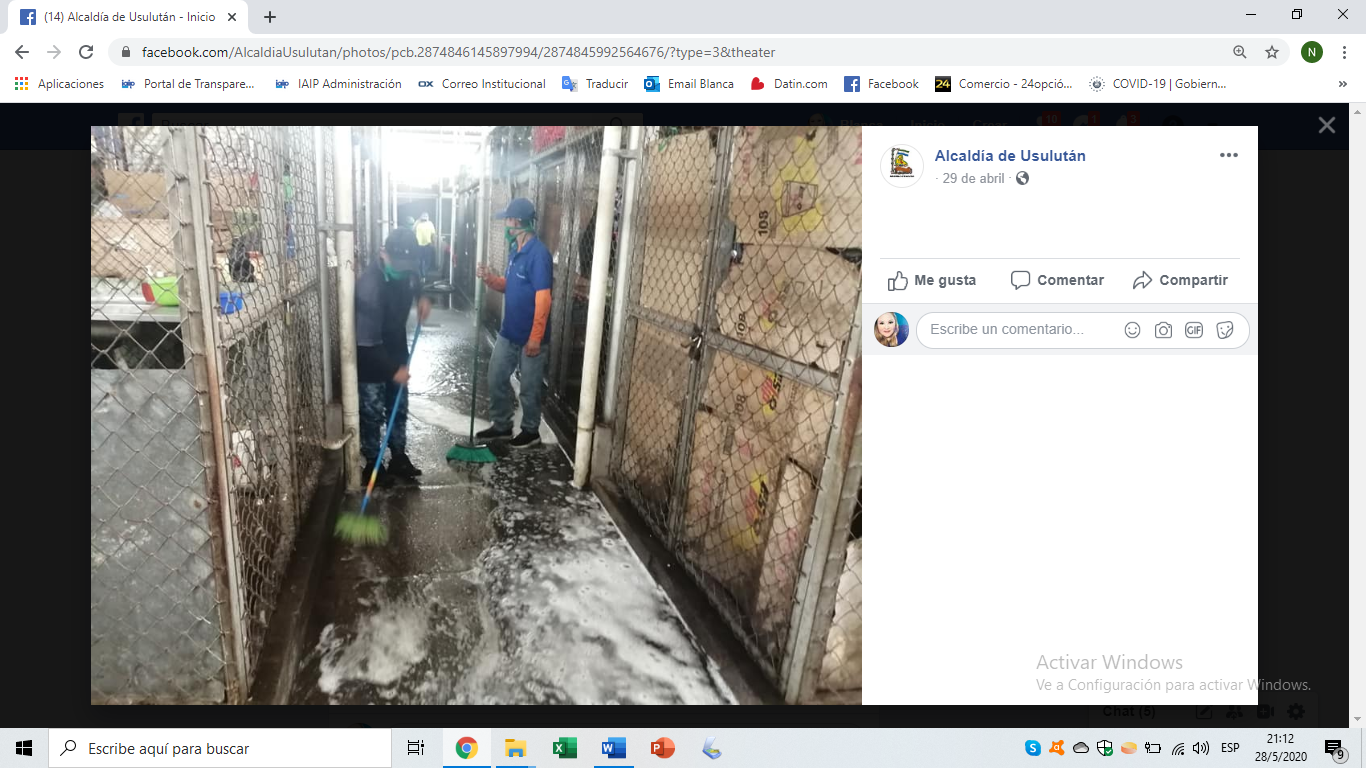 (14) Alcaldía de Usulután - Inicio
facebook.com/AlcaldiaUsulutan/photos/pcb.2874846145897994/2874845992564676/?type=3&theater
N
Aplicaciones
Portal de Transpare...
IAIP Administración
Correo Institucional
Traducir
Email Blanca
Datin.com
Facebook
24
Comercio - 24opció...
COVID-19 | Gobiern...
Alcaldía de Usulután
· 29 de abril ·
Me gusta
Comentar
Compartir
Escribe un comentario...
GIF
108
108
108
Activar Windows
Ve a Configuración para activar Windows.
Chat (5)
Escribe aquí para buscar
ESP
21:12
28/5/2020
9